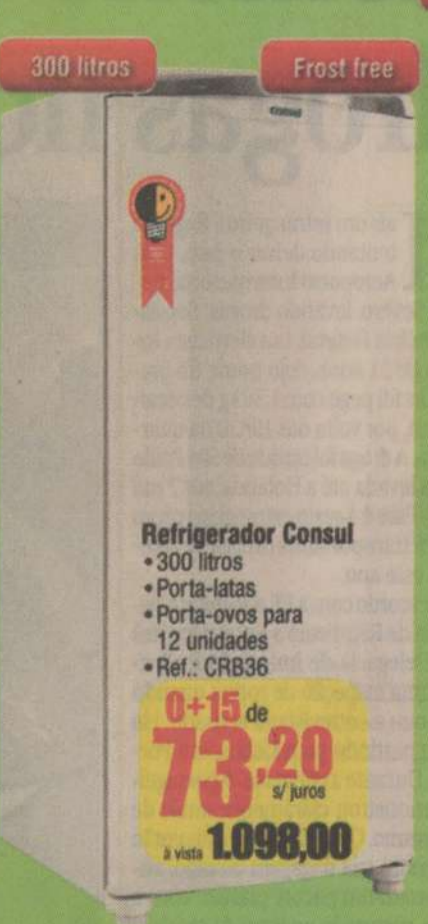 300 litros
Frost free
Consul
Refrigerador Consul
• 300 litros
• Porta-latas
• Porta-ovos para
12 unidades
• Ref.: CRB36
0+15 de
73,20
s/ juros
à vista 1.098,00